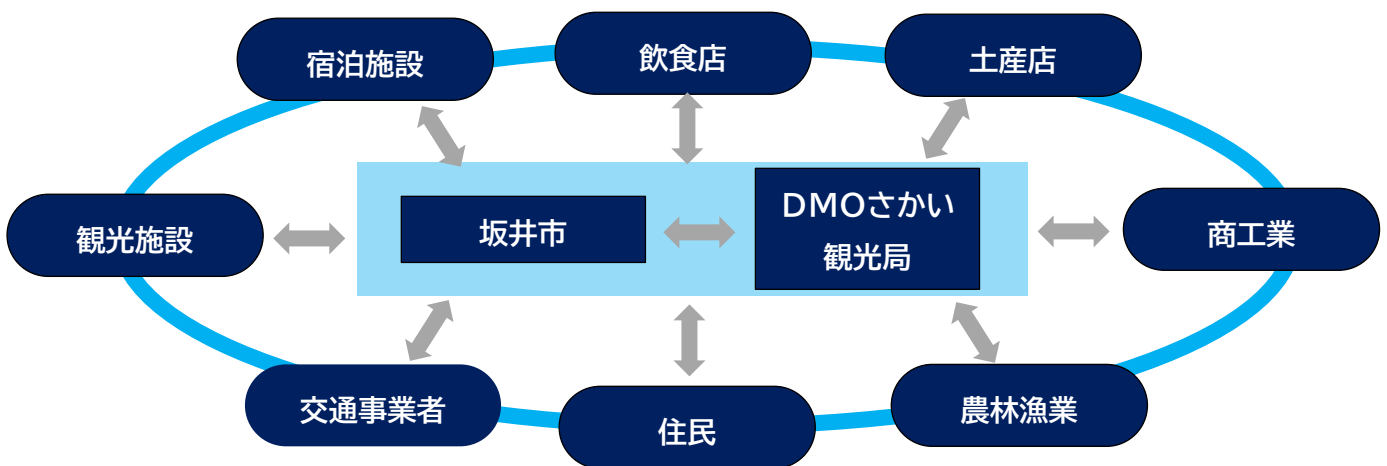 宿泊施設
飲食店
土産店
観光施設
坂井市
DMOさかい
観光局
商工業
交通事業者
住民
農林漁業